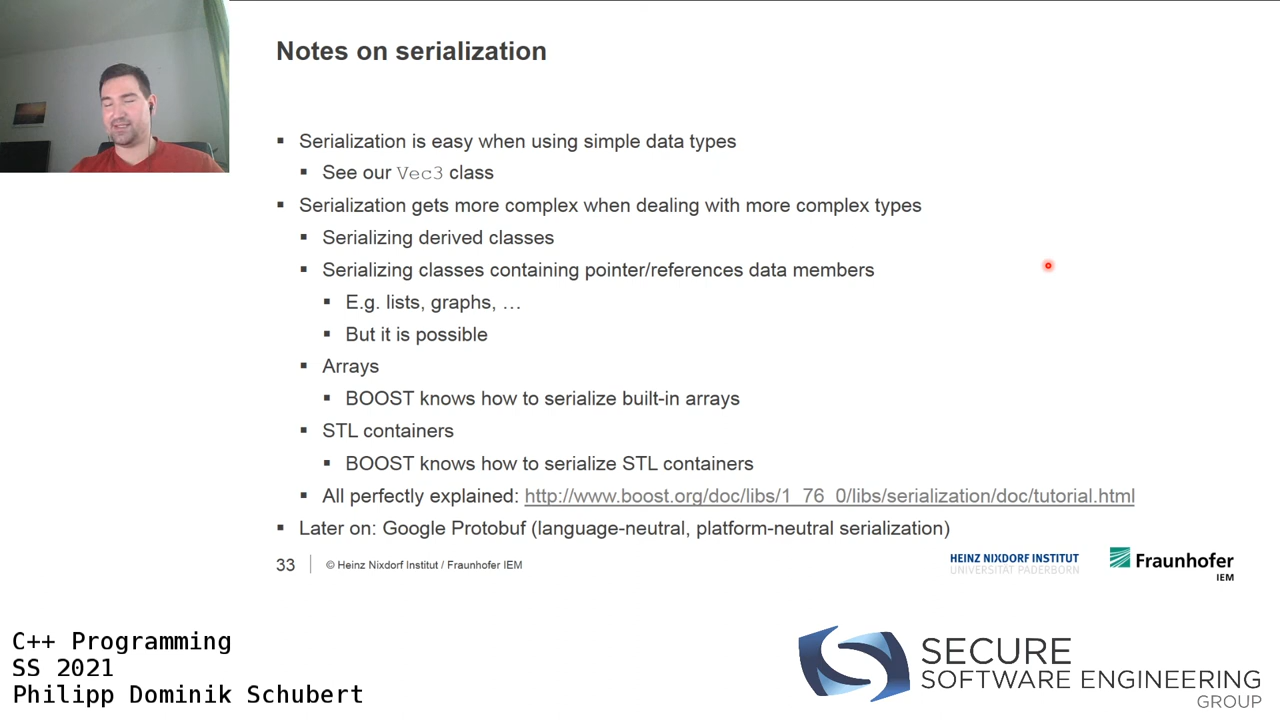 Notes on serialization
▪ Serialization is easy when using simple data types
▪ See our Vec3 class
▪ Serialization gets more complex when dealing with more complex types
▪ Serializing derived classes
▪ Serializing classes containing pointer/references data members
▪ E.g. lists, graphs, …
▪ But it is possible
▪ Arrays
▪ BOOST knows how to serialize built-in arrays
▪ STL containers
▪ BOOST knows how to serialize STL containers
▪ All perfectly explained: http://www.boost.org/doc/libs/1_76_0/libs/serialization/doc/tutorial.html
▪ Later on: Google Protobuf (language-neutral, platform-neutral serialization)
33 © Heinz Nixdorf Institut / Fraunhofer IEM
HEINZ NIXDORF INSTITUT
UNIVERSITÄT PADERBORN
Fraunhofer
IEM
C++ Programming
SS 2021
Philipp Dominik Schubert
SECURE
SOFTWARE ENGINEERING
GROUP